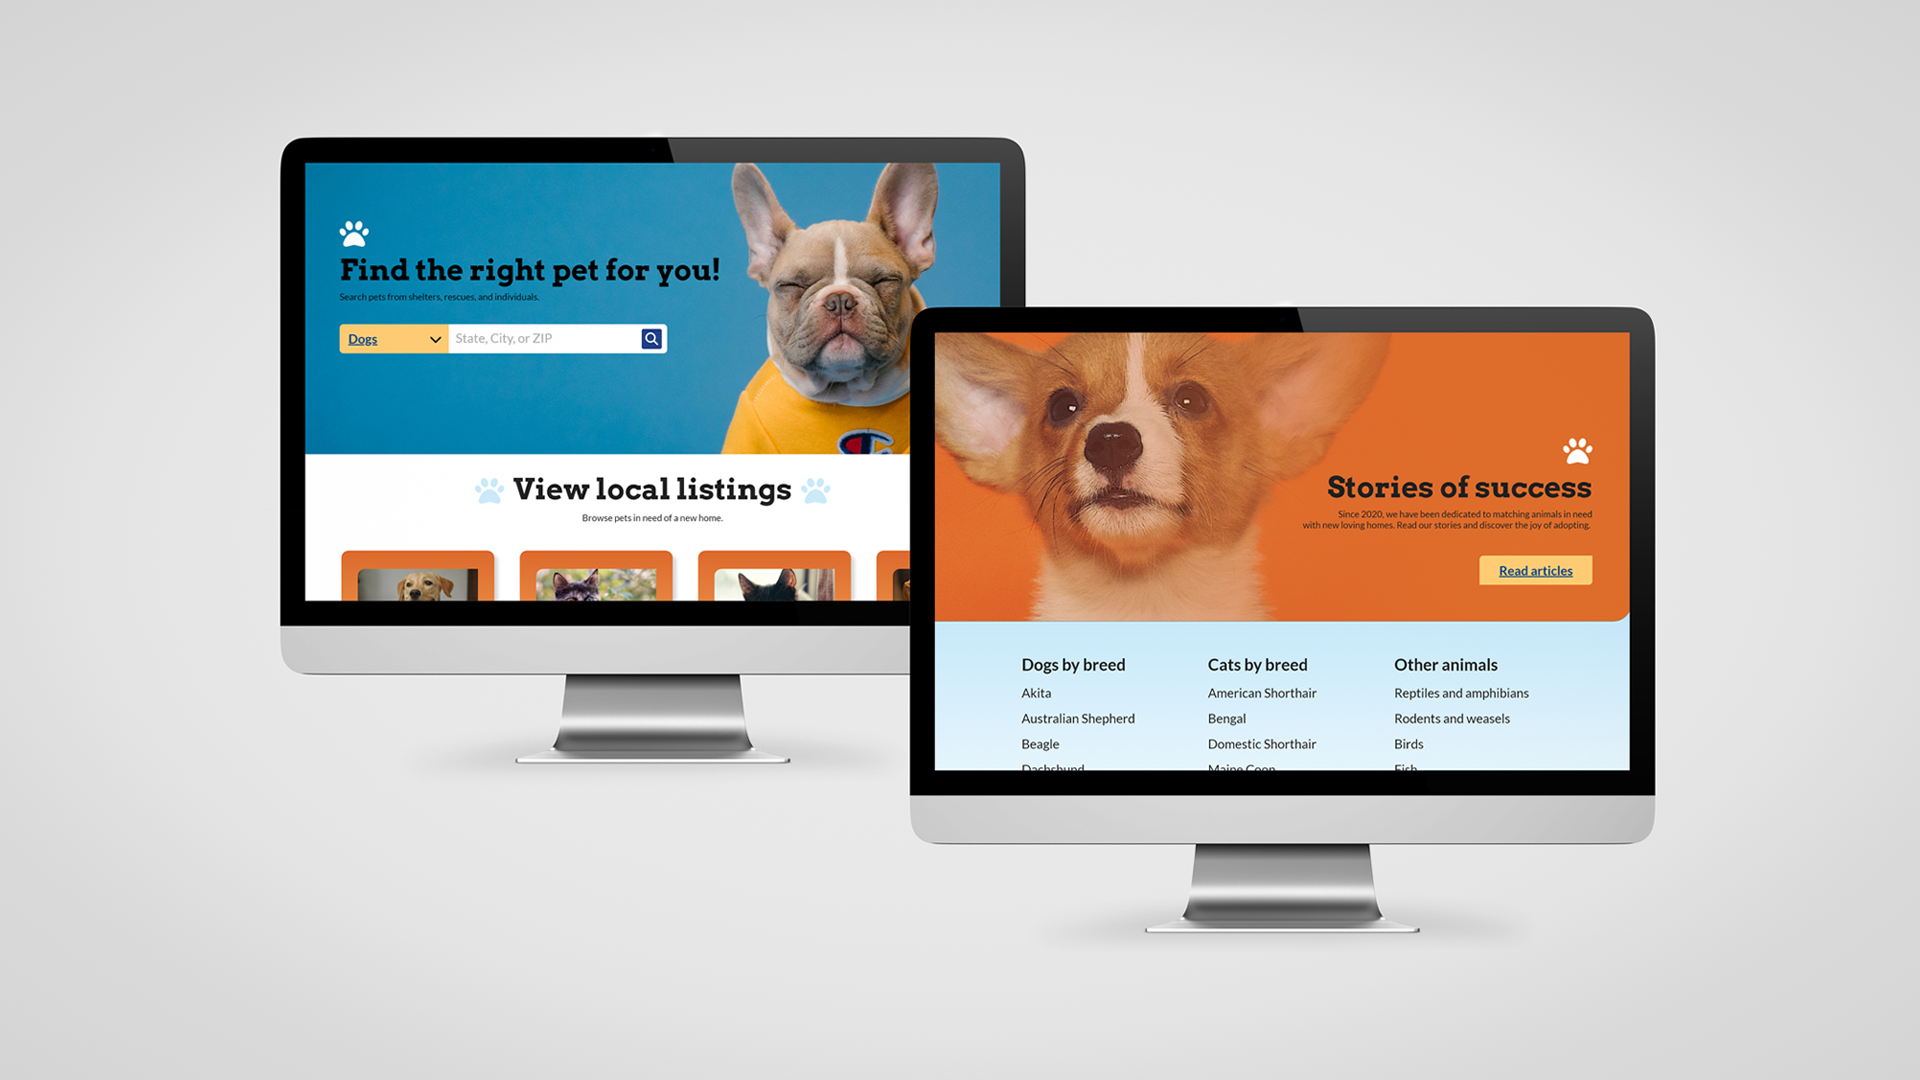 Find the right pet for you!
Search pets from shelters, rescues, and individuals.
Dogs
State, City, or ZIP
View local listings
Browse pets in need of a new home.
Stories of success
Since 2020, we have been dedicated to matching animals in need
with new loving homes. Read our stories and discover the joy of adopting.
Read articles
Dogs by breed
Akita
Australian Shepherd
Beagle
Dachshund
Cats by breed
American Shorthair
Bengal
Domestic Shorthair
Maine Coon
Other animals
Reptiles and amphibians
Rodents and weasels
Birds
Fish